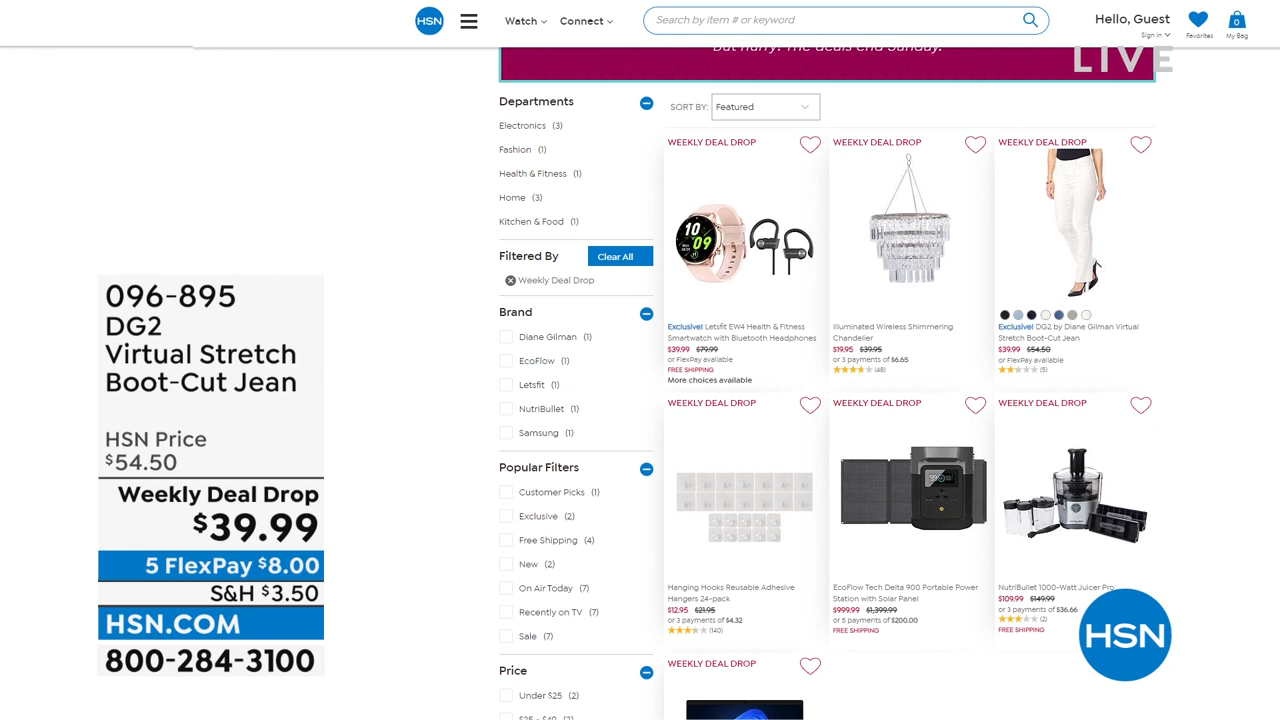 HSN
Watch
Connect
Search by item # or keyword
Hello, Guest
Sign In
Favorites
0
My Bag
But hurry! The deals end Sunday.
LIVE
Departments
Electronics (3)
Fashion (1)
Health & Fitness (1)
Home (3)
Kitchen & Food (1)
Filtered By
Clear All
Weekly Deal Drop
Brand
Diane Gilman (1)
EcoFlow (1)
Letsfit (1)
NutriBullet (1)
Samsung (1)
Popular Filters
Customer Picks (1)
Exclusive (2)
Free Shipping (4)
New (2)
On Air Today (7)
Recently on TV (7)
Sale (7)
Price
Under $25 (2)
SORT BY: Featured
WEEKLY DEAL DROP
10
09
Exclusive! Letsfit EW4 Health & Fitness
Smartwatch with Bluetooth Headphones
$39.99 $79.99
or FlexPay available
FREE SHIPPING
More choices available
WEEKLY DEAL DROP
Illuminated Wireless Shimmering
Chandelier
$19.95 $39.95
or 3 payments of $6.65
(48)
WEEKLY DEAL DROP
Exclusive! DG2 by Diane Gilman Virtual
Stretch Boot-Cut Jean
$39.99 $54.50
or FlexPay available
(5)
WEEKLY DEAL DROP
Hanging Hooks Reusable Adhesive
Hangers 24-pack
$12.95 $21.95
or 3 payments of $4.32
(140)
WEEKLY DEAL DROP
EcoFlow Tech Delta 900 Portable Power
Station with Solar Panel
$999.99 $1,399.99
or 5 payments of $200.00
FREE SHIPPING
WEEKLY DEAL DROP
NutriBullet 1000-Watt Juicer Pro
$109.99 $149.99
or 3 payments of $36.66
(2)
FREE SHIPPING
WEEKLY DEAL DROP
HSN
096-895
DG2
Virtual Stretch
Boot-Cut Jean
HSN Price
$54.50
Weekly Deal Drop
$39.99
5 FlexPay $8.00
S&H $3.50
HSN.COM
800-284-3100